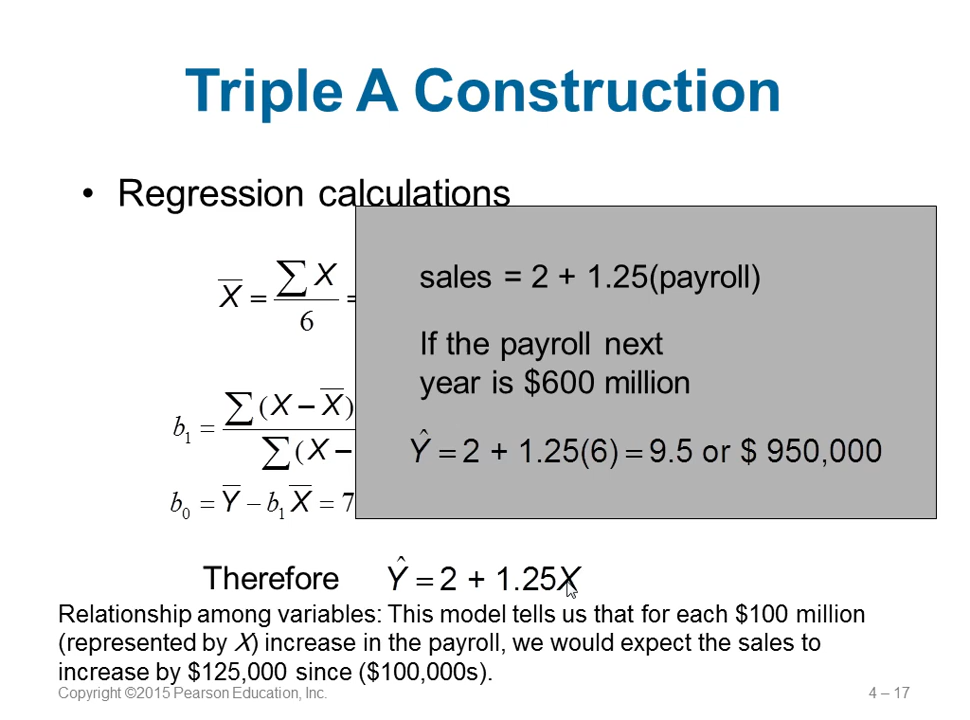 Triple A Construction
• Regression calculations
X̅ = ∑ X / 6 =
sales = 2 + 1.25(payroll)
If the payroll next
year is $600 million
b₁ = ∑ (X – X̅) / ∑ (X –
Ŷ = 2 + 1.25(6) = 9.5 or $ 950,000
b₀ = Y̅ – b₁ X̅ = 7
Therefore Ŷ = 2 + 1.25X
Relationship among variables: This model tells us that for each $100 million
(represented by X) increase in the payroll, we would expect the sales to
increase by $125,000 since ($100,000s).
Copyright ©2015 Pearson Education, Inc. 4 – 17